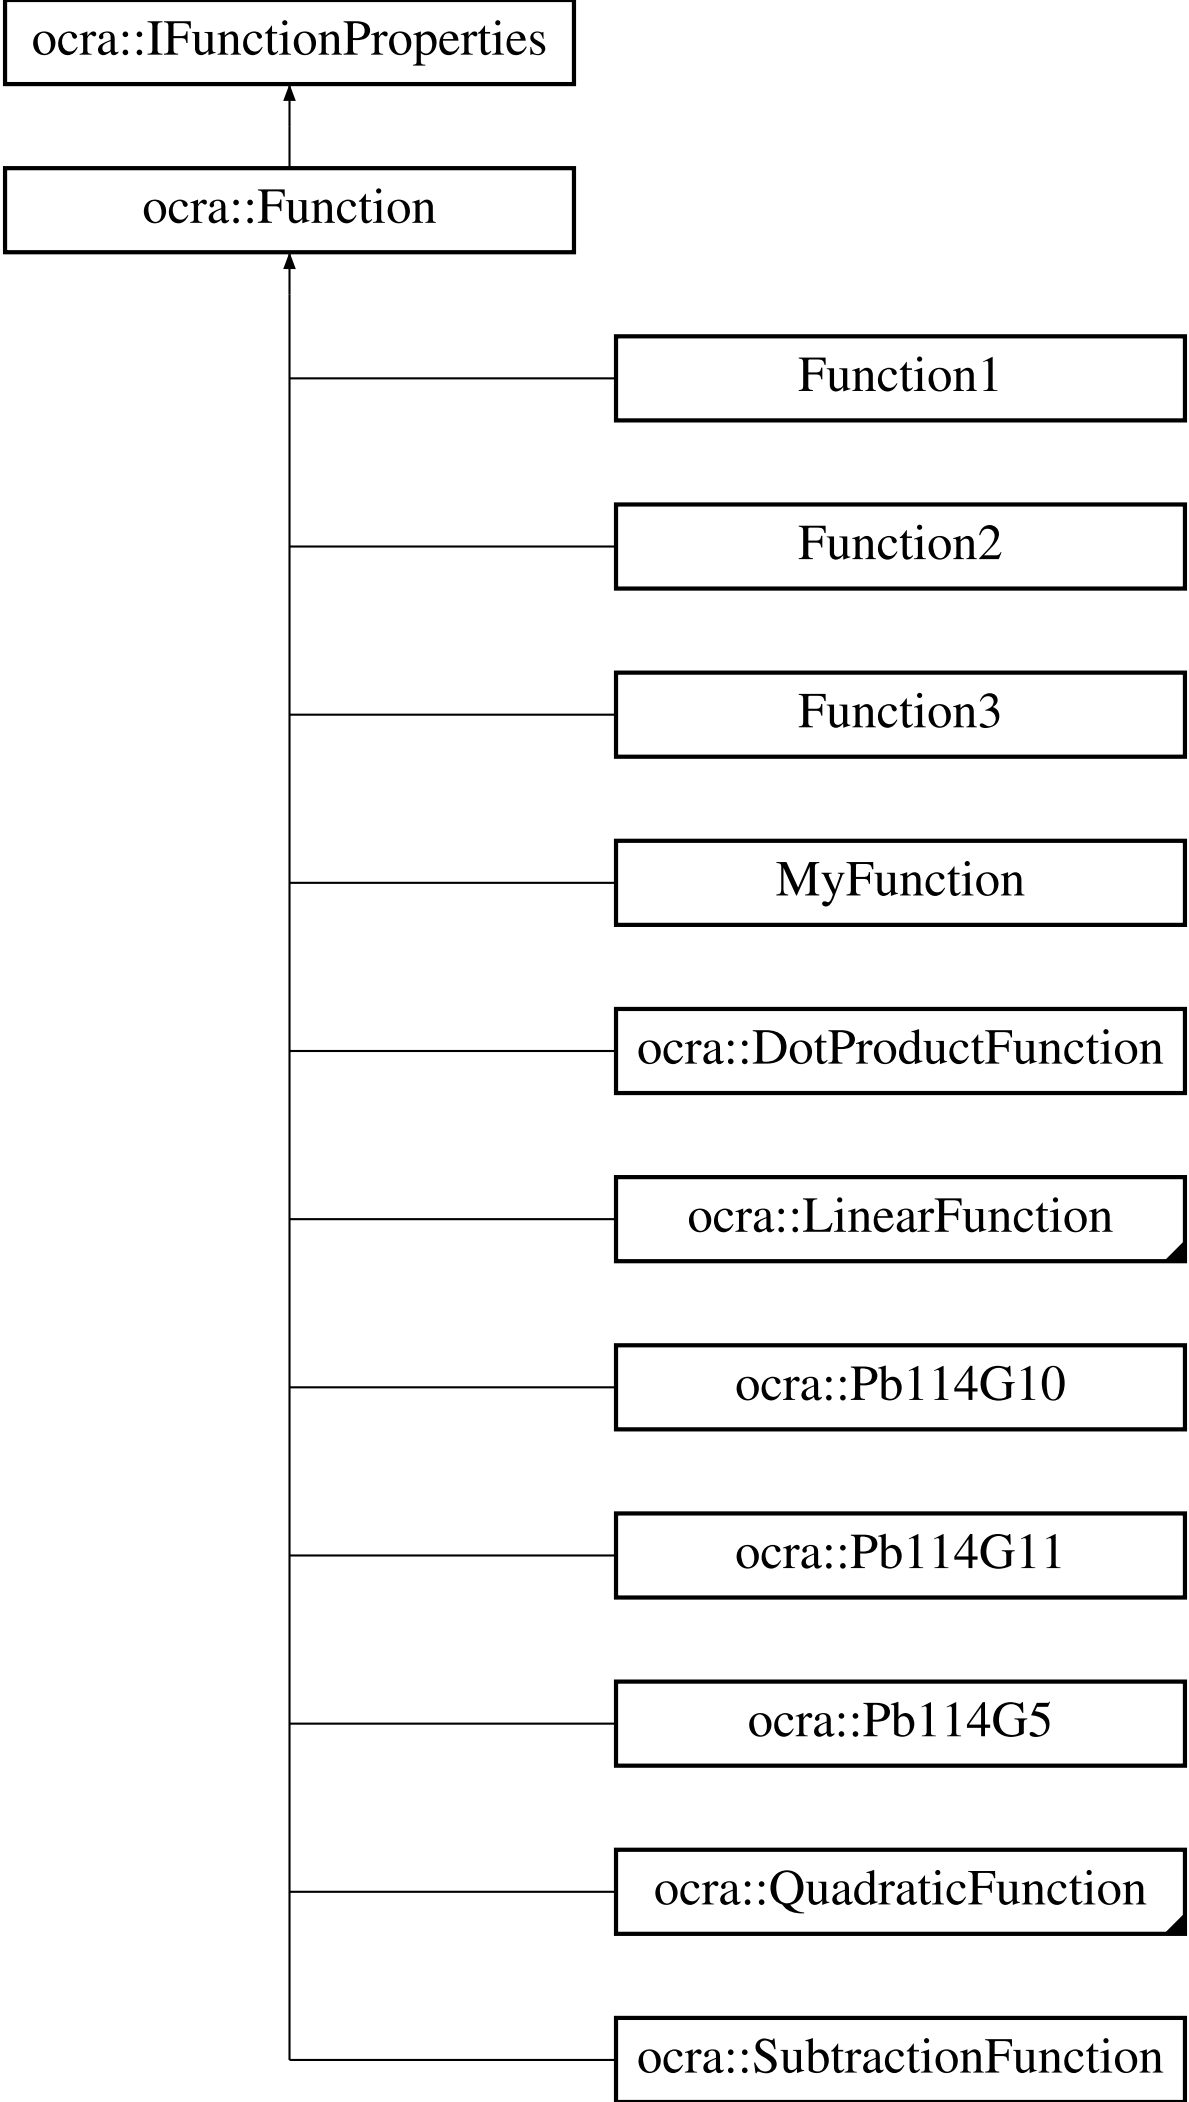 ocra::IFunctionProperties
ocra::Function
Function1
Function2
Function3
MyFunction
ocra::DotProductFunction
ocra::LinearFunction
ocra::Pb114G10
ocra::Pb114G11
ocra::Pb114G5
ocra::QuadraticFunction
ocra::SubtractionFunction